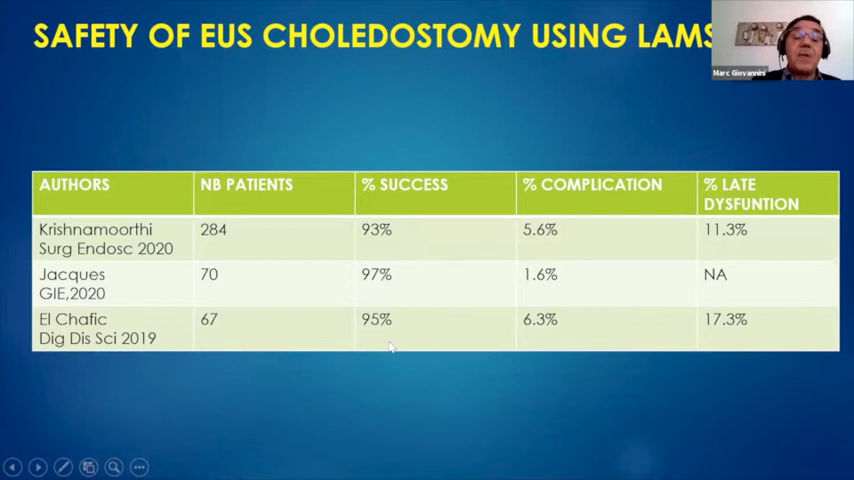 SAFETY OF EUS CHOLEDOSTOMY USING LAMS
Marc Giovannini
AUTHORS NB PATIENTS % SUCCESS % COMPLICATION % LATE DYSFUNTION
Krishnamoorthi Surg Endosc 2020 284 93% 5.6% 11.3%
Jacques GIE,2020 70 97% 1.6% NA
El Chafic Dig Dis Sci 2019 67 95% 6.3% 17.3%